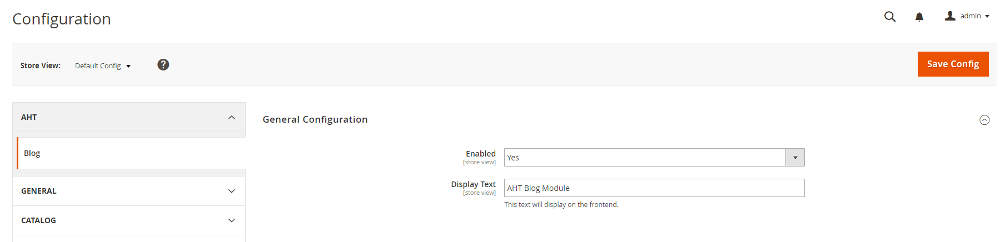 Configuration
admin
Store View: Default Config ?
Save Config
AHT
Blog
GENERAL
CATALOG
General Configuration
Enabled
[store view]
Yes
Display Text
[store view]
AHT Blog Module
This text will display on the frontend.